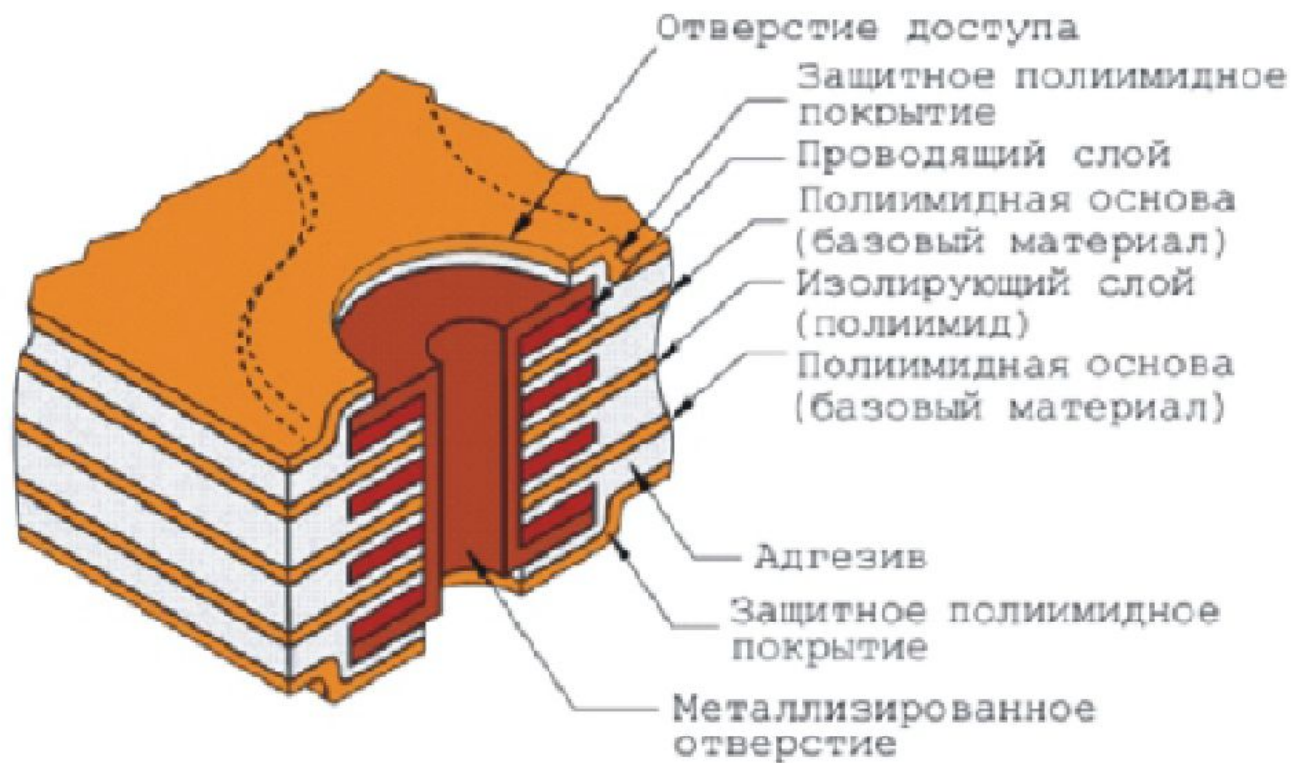 Отверстие доступа
Защитное полиимидное
покрытие
Проводящий слой
Полиимидная основа
(базовый материал)
Изолирующий слой
(полиимид)
Полиимидная основа
(базовый материал)
Адгезив
Защитное полиимидное
покрытие
Металлизированное
отверстие